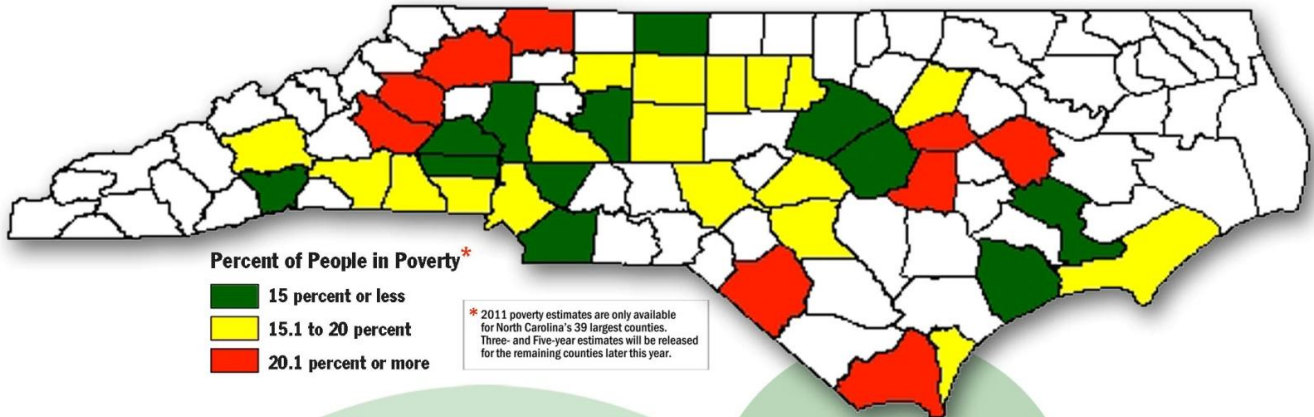 Percent of People in Poverty*
15 percent or less
15.1 to 20 percent
20.1 percent or more
* 2011 poverty estimates are only available
for North Carolina's 39 largest counties.
Three- and Five-year estimates will be released
for the remaining counties later this year.